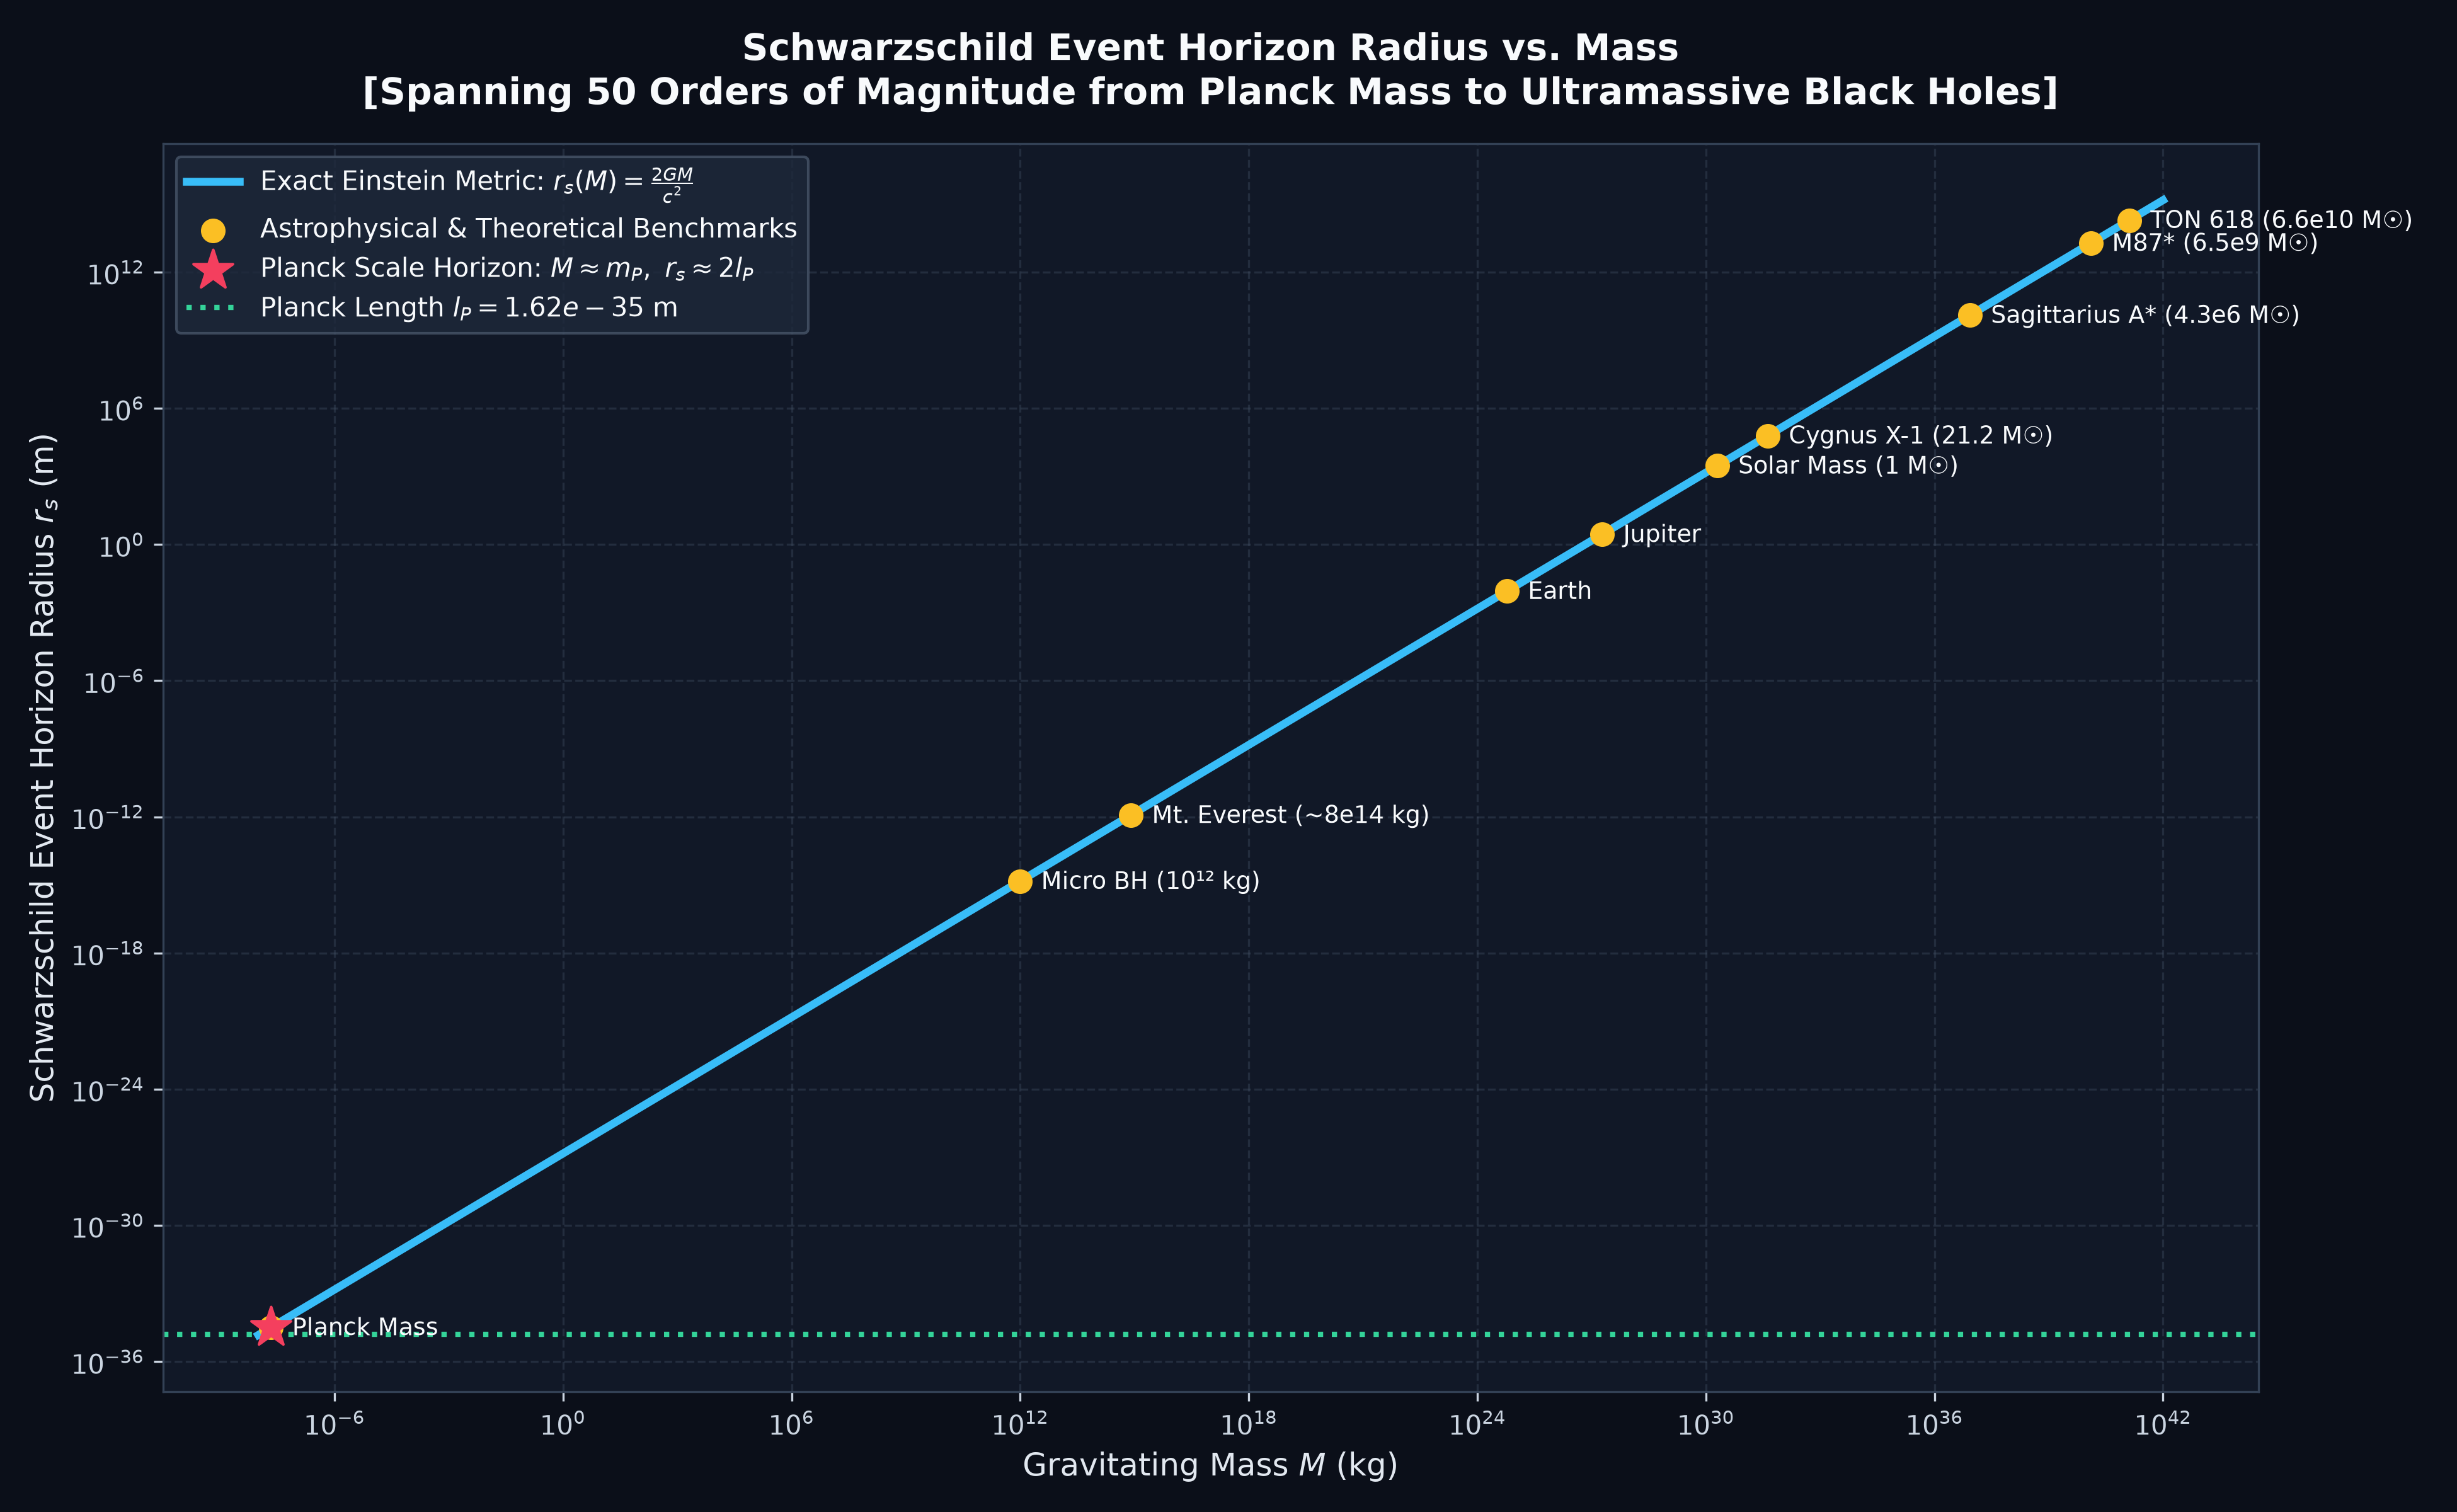 Schwarzschild Event Horizon Radius vs. Mass
[Spanning 50 Orders of Magnitude from Planck Mass to Ultramassive Black Holes]
Exact Einstein Metric: r_s(M) = \frac{2GM}{c^2}
Astrophysical & Theoretical Benchmarks
Planck Scale Horizon: M ≈ m_P, r_s ≈ 2l_P
Planck Length l_P = 1.62e − 35 m
TON 618 (6.6e10 M☉)
M87* (6.5e9 M☉)
Sagittarius A* (4.3e6 M☉)
Cygnus X-1 (21.2 M☉)
Solar Mass (1 M☉)
Jupiter
Earth
Mt. Everest (~8e14 kg)
Micro BH (10¹² kg)
Planck Mass
Schwarzschild Event Horizon Radius r_s (m)
10¹²
10⁶
10⁰
10⁻⁶
10⁻¹²
10⁻¹⁸
10⁻²⁴
10⁻³⁰
10⁻³⁶
10⁻⁶ 10⁰ 10⁶ 10¹² 10¹⁸ 10²⁴ 10³⁰ 10³⁶ 10⁴²
Gravitating Mass M (kg)